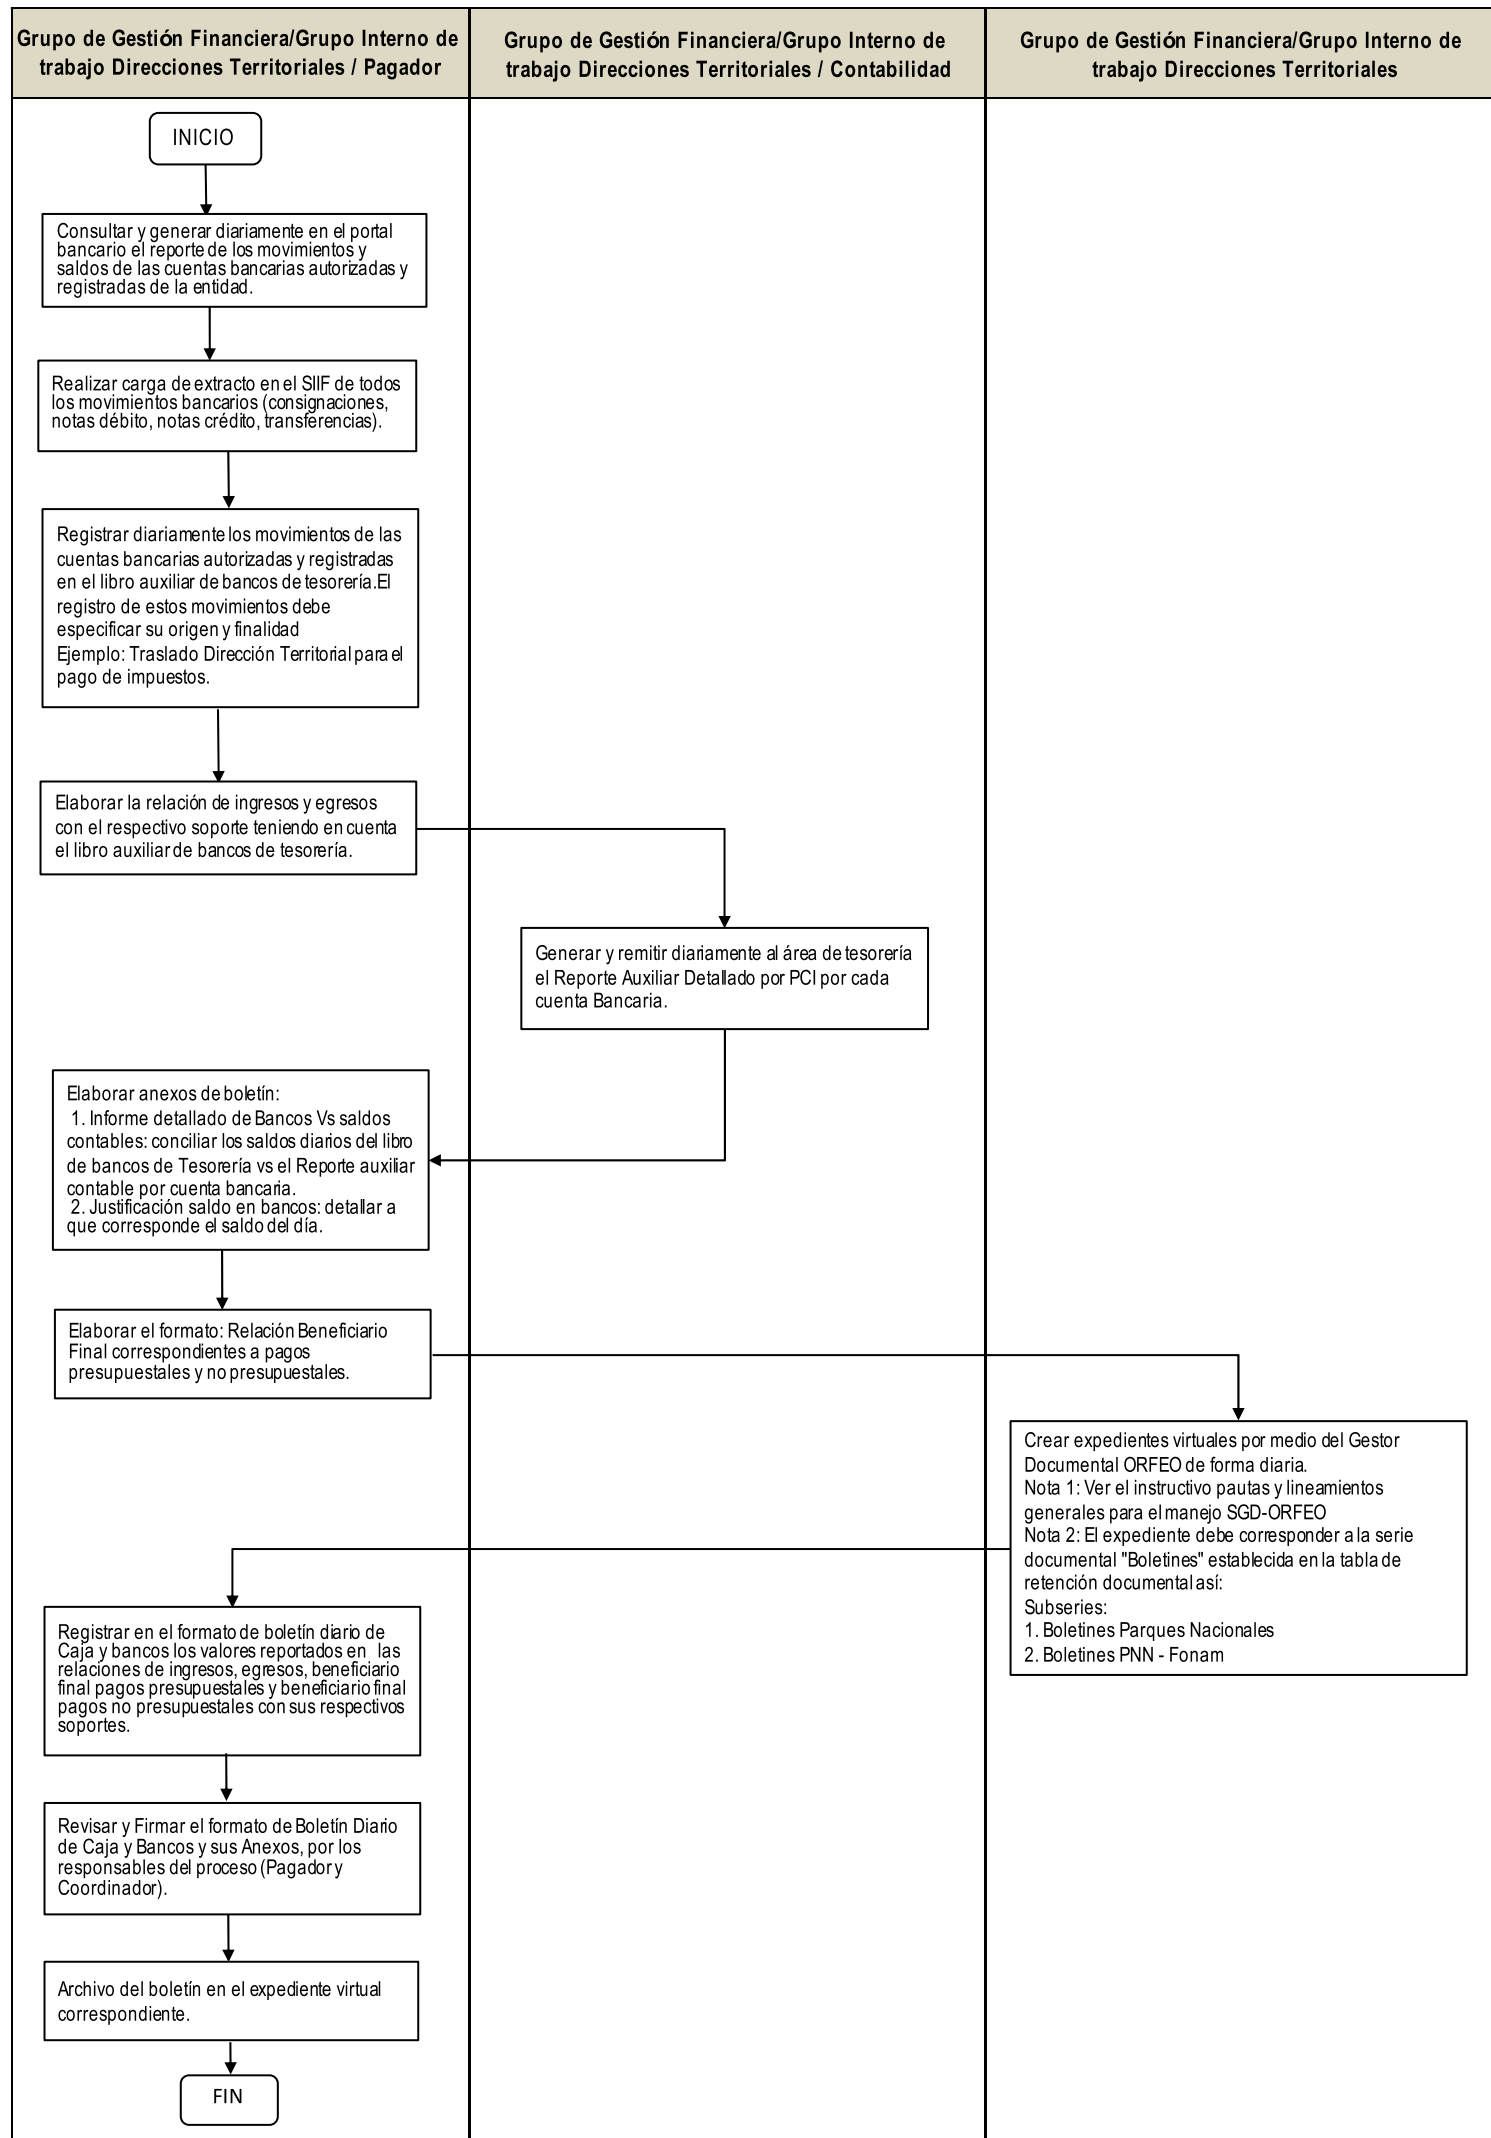 Grupo de Gestión Financiera/Grupo Interno de
trabajo Direcciones Territoriales / Pagador
Grupo de Gestión Financiera/Grupo Interno de
trabajo Direcciones Territoriales / Contabilidad
Grupo de Gestión Financiera/Grupo Interno de
trabajo Direcciones Territoriales
INICIO
Consultar y generar diariamente en el portal
bancario el reporte de los movimientos y
saldos de las cuentas bancarias autorizadas y
registradas de la entidad.
Realizar carga de extracto en el SIIF de todos
los movimientos bancarios (consignaciones,
notas débito, notas crédito, transferencias).
Registrar diariamente los movimientos de las
cuentas bancarias autorizadas y registradas
en el libro auxiliar de bancos de tesorería.El
registro de estos movimientos debe
especificar su origen y finalidad
Ejemplo: Traslado Dirección Territorial para el
pago de impuestos.
Elaborar la relación de ingresos y egresos
con el respectivo soporte teniendo en cuenta
el libro auxiliar de bancos de tesorería.
Generar y remitir diariamente al área de tesorería
el Reporte Auxiliar Detallado por PCI por cada
cuenta Bancaria.
Elaborar anexos de boletín:
1. Informe detallado de Bancos Vs saldos
contables: conciliar los saldos diarios del libro
de bancos de Tesorería vs el Reporte auxiliar
contable por cuenta bancaria.
2. Justificación saldo en bancos: detallar a
que corresponde el saldo del día.
Elaborar el formato: Relación Beneficiario
Final correspondientes a pagos
presupuestales y no presupuestales.
Crear expedientes virtuales por medio del Gestor
Documental ORFEO de forma diaria.
Nota 1: Ver el instructivo pautas y lineamientos
generales para el manejo SGD-ORFEO
Nota 2: El expediente debe corresponder a la serie
documental "Boletines" establecida en la tabla de
retención documental así:
Subseries:
1. Boletines Parques Nacionales
2. Boletines PNN - Fonam
Registrar en el formato de boletín diario de
Caja y bancos los valores reportados en las
relaciones de ingresos, egresos, beneficiario
final pagos presupuestales y beneficiario final
pagos no presupuestales con sus respectivos
soportes.
Revisar y Firmar el formato de Boletín Diario
de Caja y Bancos y sus Anexos, por los
responsables del proceso (Pagador y
Coordinador).
Archivo del boletín en el expediente virtual
correspondiente.
FIN